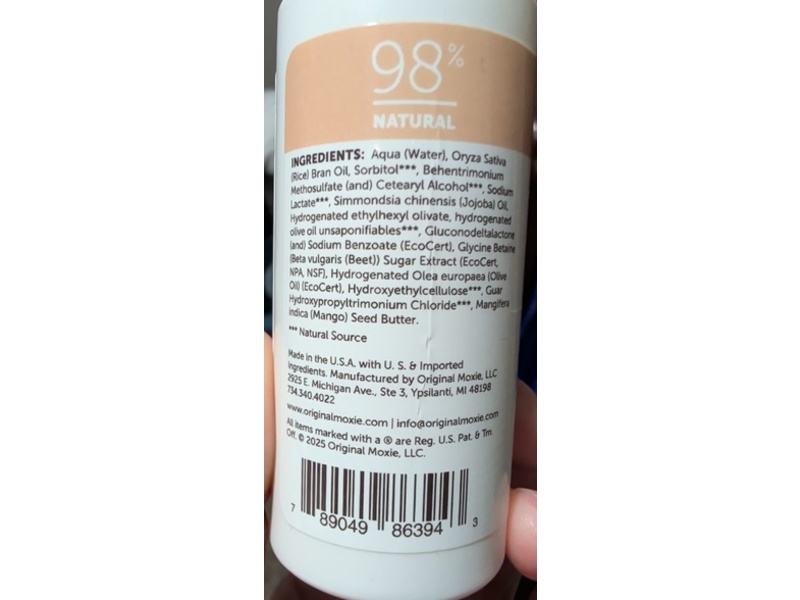 98%
NATURAL
INGREDIENTS: Aqua (Water), Oryza Sativa
(Rice) Bran Oil, Sorbitol***, Behentrimonium
Methosulfate (and) Cetearyl Alcohol***, Sodium
Lactate***, Simmondsia chinensis (Jojoba) Oil,
Hydrogenated ethylhexyl olivate, hydrogenated
olive oil unsaponifiables***, Gluconodeltalactone
(and) Sodium Benzoate (EcoCert), Glycine Betaine
(Beta vulgaris (Beet)) Sugar Extract (EcoCert,
NPA, NSF), Hydrogenated Olea europaea (Olive
Oil) (EcoCert), Hydroxyethylcellulose***, Guar
Hydroxypropyltrimonium Chloride***, Mangifera
indica (Mango) Seed Butter.
*** Natural Source
Made in the U.S.A. with U. S. & Imported
Ingredients. Manufactured by Original Moxie, LLC
2925 E. Michigan Ave., Ste 3, Ypsilanti, MI 48198
734.340.4022
www.originalmoxie.com | info@originalmoxie.com
All items marked with a ® are Reg. U.S. Pat. & Tm.
Off. © 2025 Original Moxie, LLC.
7 89049 86394 3